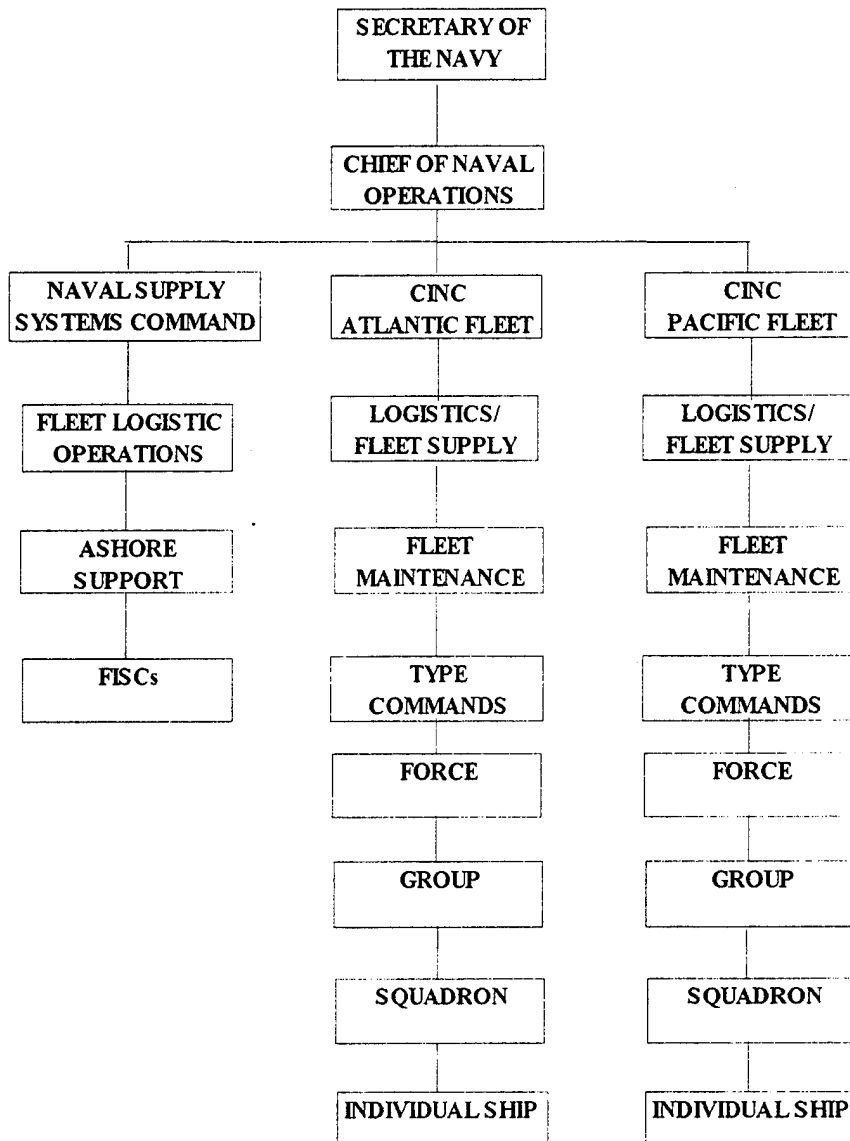 SECRETARY OF
THE NAVY
CHIEF OF NAVAL
OPERATIONS
NAVAL SUPPLY
SYSTEMS COMMAND
CINC
ATLANTIC FLEET
CINC
PACIFIC FLEET
FLEET LOGISTIC
OPERATIONS
LOGISTICS/
FLEET SUPPLY
LOGISTICS/
FLEET SUPPLY
ASHORE
SUPPORT
FLEET
MAINTENANCE
FLEET
MAINTENANCE
FISCs
TYPE
COMMANDS
TYPE
COMMANDS
FORCE
FORCE
GROUP
GROUP
SQUADRON
SQUADRON
INDIVIDUAL SHIP
INDIVIDUAL SHIP